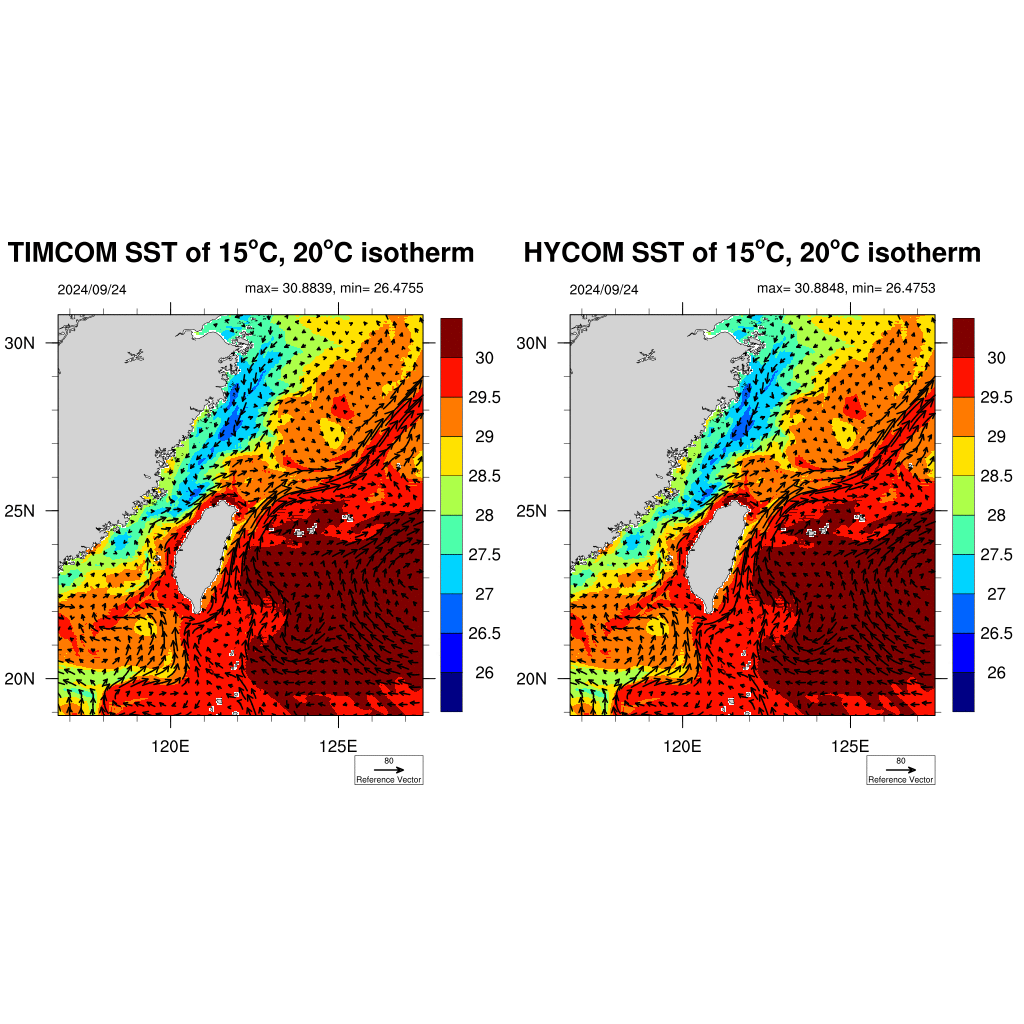 TIMCOM SST of 15°C, 20°C isotherm
2024/09/24 max= 30.8839, min= 26.4755
30N
25N
20N
120E 125E
30
29.5
29
28.5
28
27.5
27
26.5
26
80
Reference Vector
HYCOM SST of 15°C, 20°C isotherm
2024/09/24 max= 30.8848, min= 26.4753
30N
25N
20N
120E 125E
30
29.5
29
28.5
28
27.5
27
26.5
26
80
Reference Vector